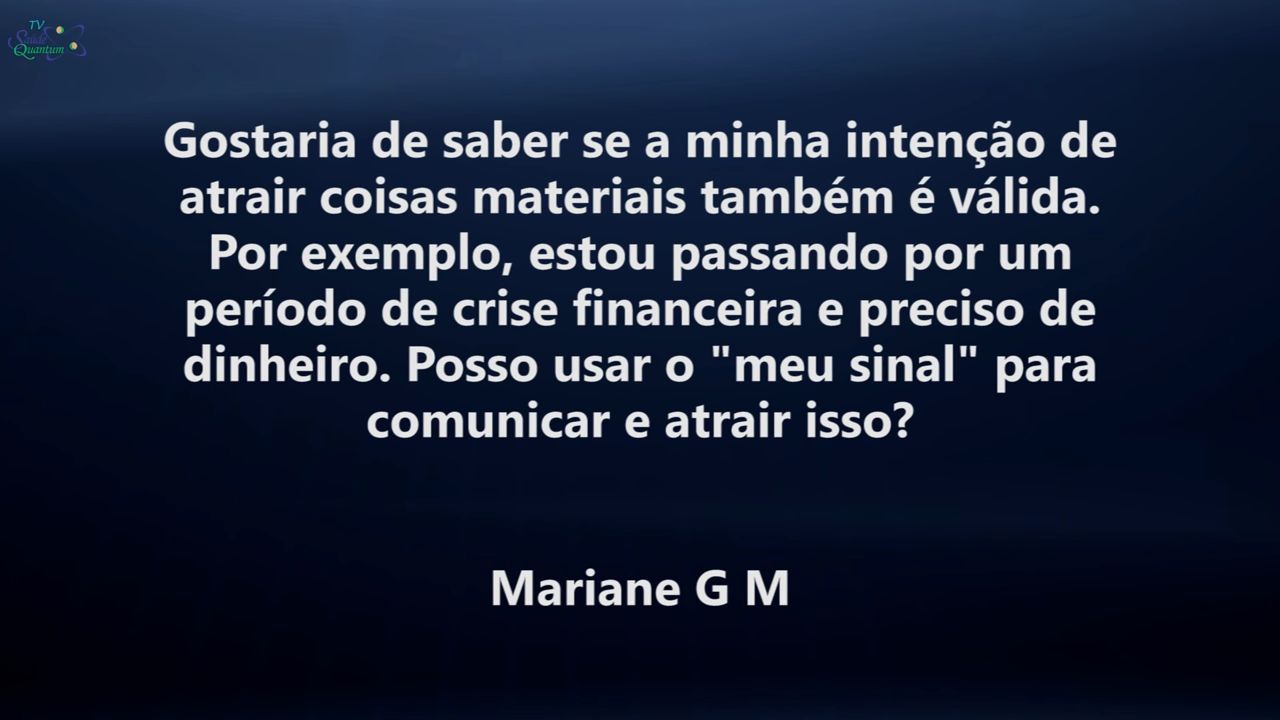 TV
Saúde
Quantum
Gostaria de saber se a minha intenção de
atrair coisas materiais também é válida.
Por exemplo, estou passando por um
período de crise financeira e preciso de
dinheiro. Posso usar o "meu sinal" para
comunicar e atrair isso?
Mariane G M